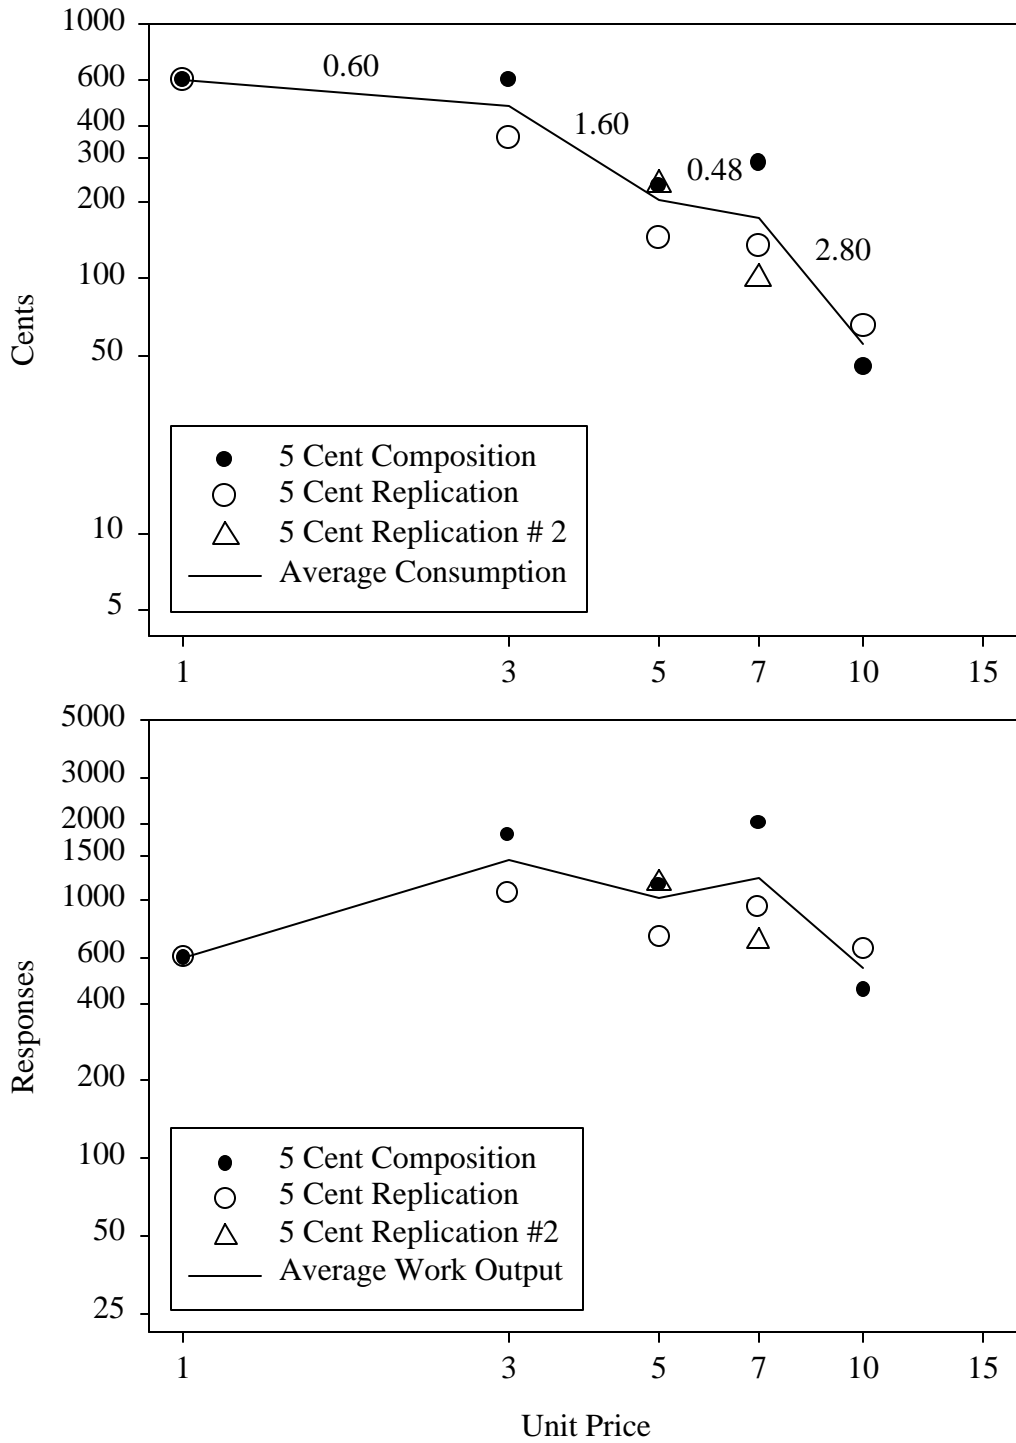 1000
600
400
300
200
100
50
10
5
Cents
0.60
1.60
0.48
2.80
5 Cent Composition
5 Cent Replication
5 Cent Replication # 2
Average Consumption
1 3 5 7 10 15
5000
3000
2000
1500
1000
600
400
200
100
50
25
Responses
5 Cent Composition
5 Cent Replication
5 Cent Replication #2
Average Work Output
1 3 5 7 10 15
Unit Price